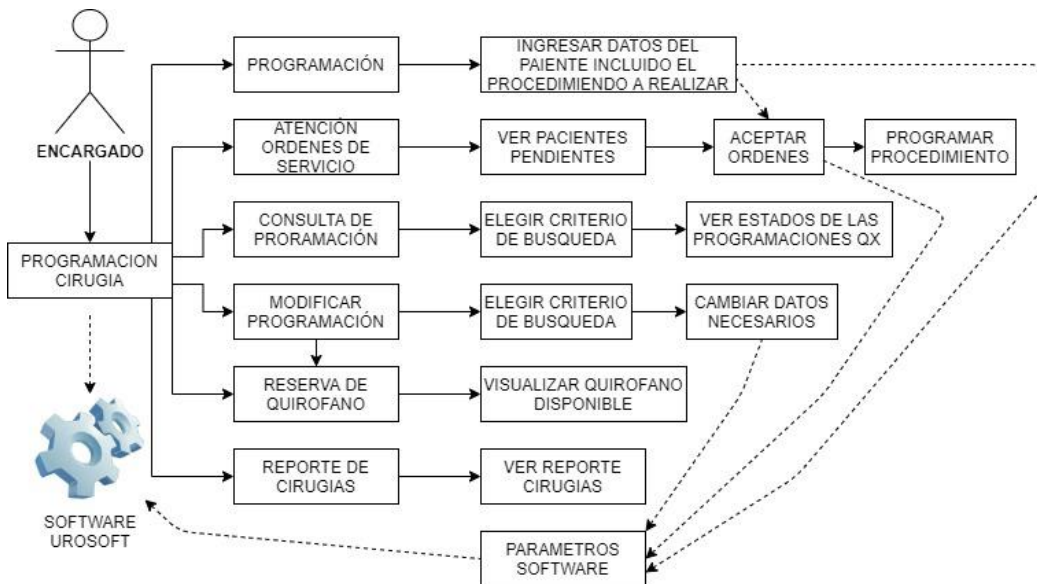 PROGRAMACIÓN
INGRESAR DATOS DEL
PAIENTE INCLUIDO EL
PROCEDIMIENDO A REALIZAR
ENCARGADO
ATENCIÓN
ORDENES DE
SERVICIO
VER PACIENTES
PENDIENTES
ACEPTAR
ORDENES
PROGRAMAR
PROCEDIMIENTO
PROGRAMACION
CIRUGIA
CONSULTA DE
PRORAMACIÓN
ELEGIR CRITERIO
DE BUSQUEDA
VER ESTADOS DE LAS
PROGRAMACIONES QX
MODIFICAR
PROGRAMACIÓN
ELEGIR CRITERIO
DE BUSQUEDA
CAMBIAR DATOS
NECESARIOS
RESERVA DE
QUIROFANO
VISUALIZAR QUIROFANO
DISPONIBLE
REPORTE DE
CIRUGIAS
VER REPORTE
CIRUGIAS
SOFTWARE
UROSOFT
PARAMETROS
SOFTWARE